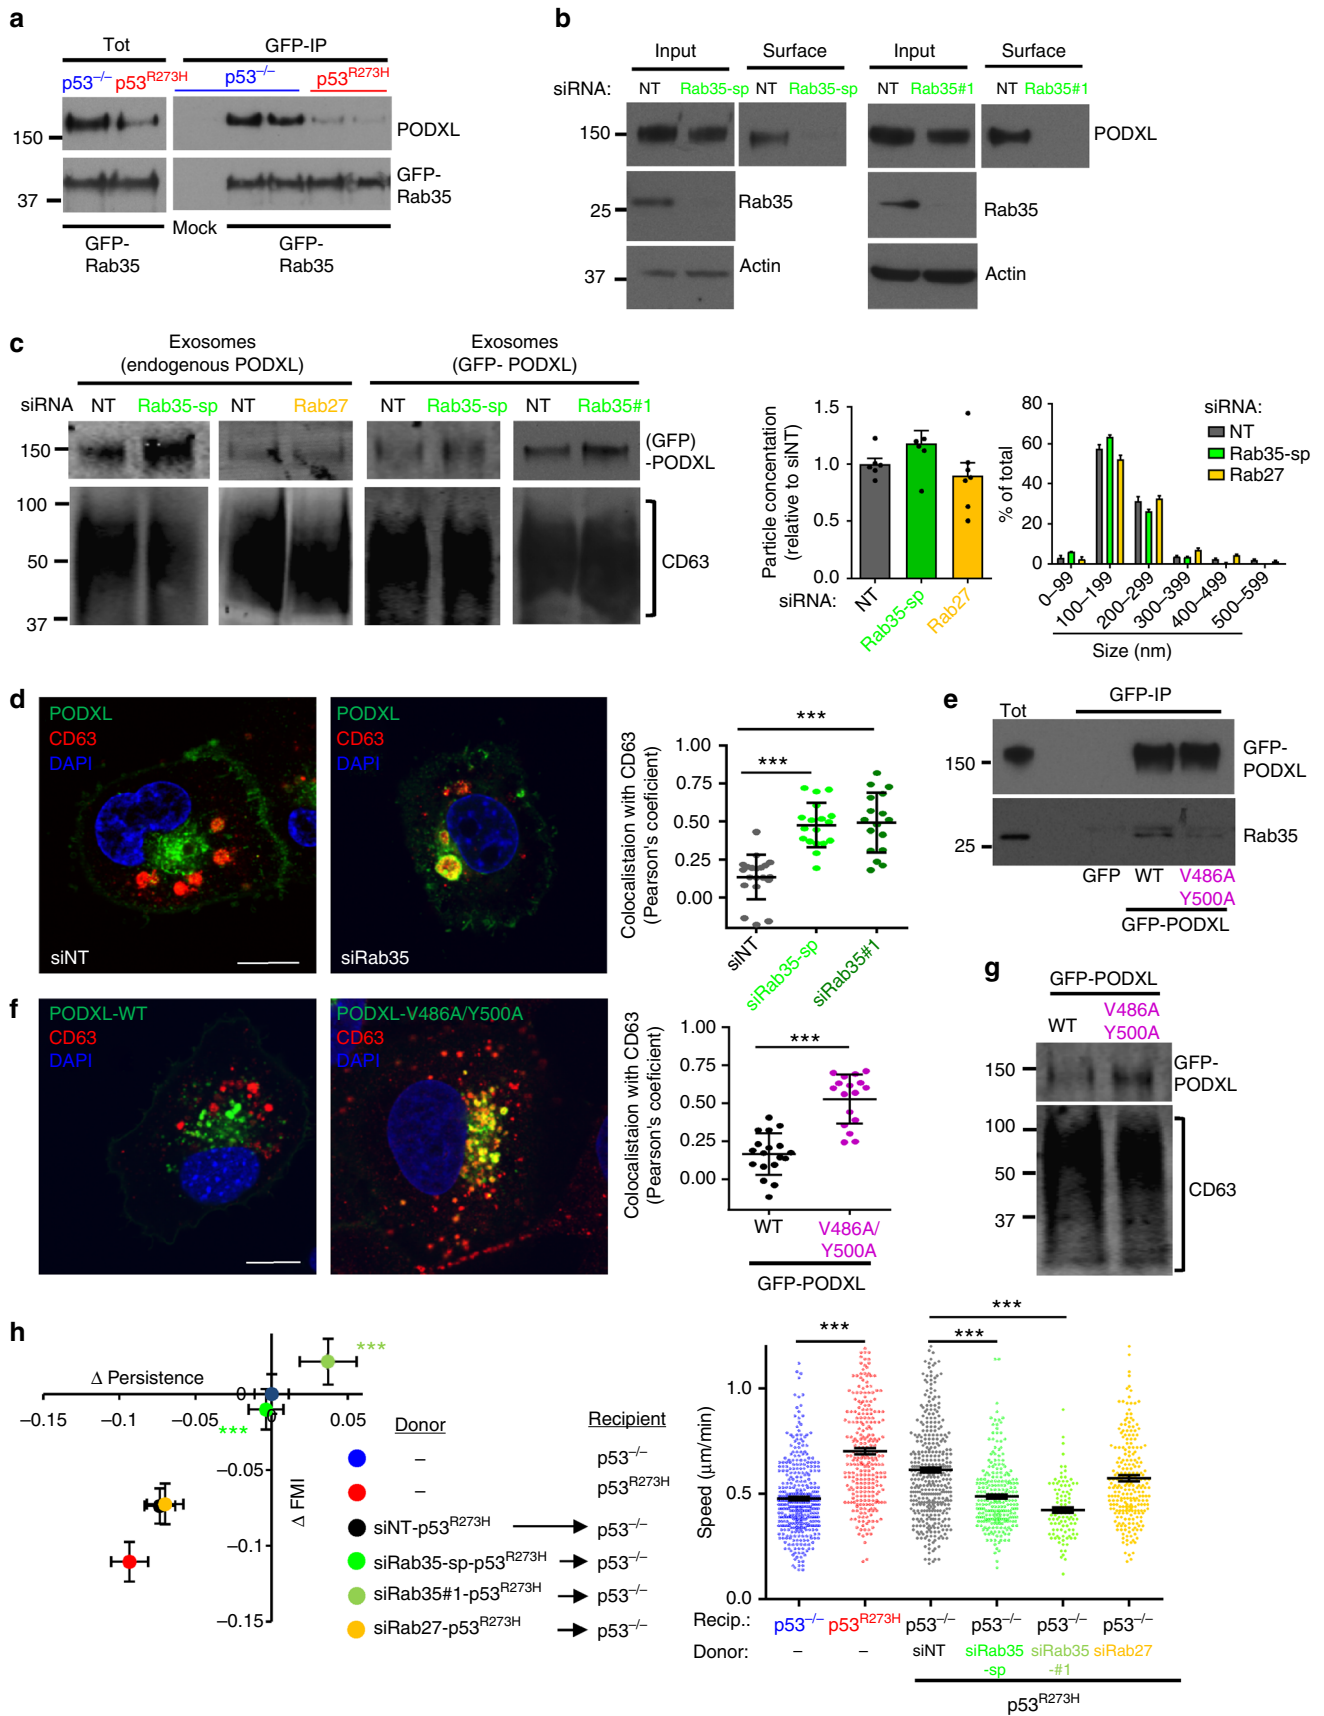 a
Tot GFP-IP
p53–/– p53R273H p53–/– p53R273H
150 PODXL
37 GFP-
Rab35
Mock
GFP-
Rab35
GFP-
Rab35
b
Input Surface Input Surface
siRNA: NT Rab35-sp NT Rab35-sp NT Rab35#1 NT Rab35#1
150 PODXL
25 Rab35 Rab35
37 Actin Actin
c
Exosomes
(endogenous PODXL)
Exosomes
(GFP- PODXL)
siRNA NT Rab35-sp NT Rab27 NT Rab35-sp NT Rab35#1
150 (GFP)
-PODXL
100
50 CD63
37
Particle concentation
(relative to siNT)
1.5
1.0
0.5
0.0
siRNA: NT Rab35-sp Rab27
% of total
80
60
40
20
0
0–99 100–199 200–299 300–399 400–499 500–599
Size (nm)
siRNA:
NT
Rab35-sp
Rab27
d
PODXL
CD63
DAPI
siNT
PODXL
CD63
DAPI
siRab35
Colocalistaion with CD63
(Pearson's coeficient)
1.00
0.75
0.50
0.25
0.00
***
***
siNT siRab35-sp siRab35#1
e
GFP-IP
Tot
150 GFP-
PODXL
25 Rab35
GFP WT V486A
Y500A
GFP-PODXL
f
PODXL-WT
CD63
DAPI
PODXL-V486A/Y500A
CD63
DAPI
Colocalistaion with CD63
(Pearson's coeficient)
1.00
0.75
0.50
0.25
0.00
***
WT V486A/
Y500A
GFP-PODXL
g
GFP-PODXL
WT V486A
Y500A
150 GFP-
PODXL
100
50
37
CD63
h
Δ Persistence
–0.15 –0.1 –0.05 0 0 0.05
–0.05
–0.1
–0.15
Δ FMI
***
***
Donor Recipient
– p53–/–
– p53R273H
siNT-p53R273H p53–/–
siRab35-sp-p53R273H p53–/–
siRab35#1-p53R273H p53–/–
siRab27-p53R273H p53–/–
Speed (μm/min)
1.0
0.5
0.0
***
***
***
Recip.: p53–/– p53R273H p53–/– p53–/– p53–/– p53–/–
Donor: – – siNT siRab35
-sp siRab35
-#1 siRab27
p53R273H